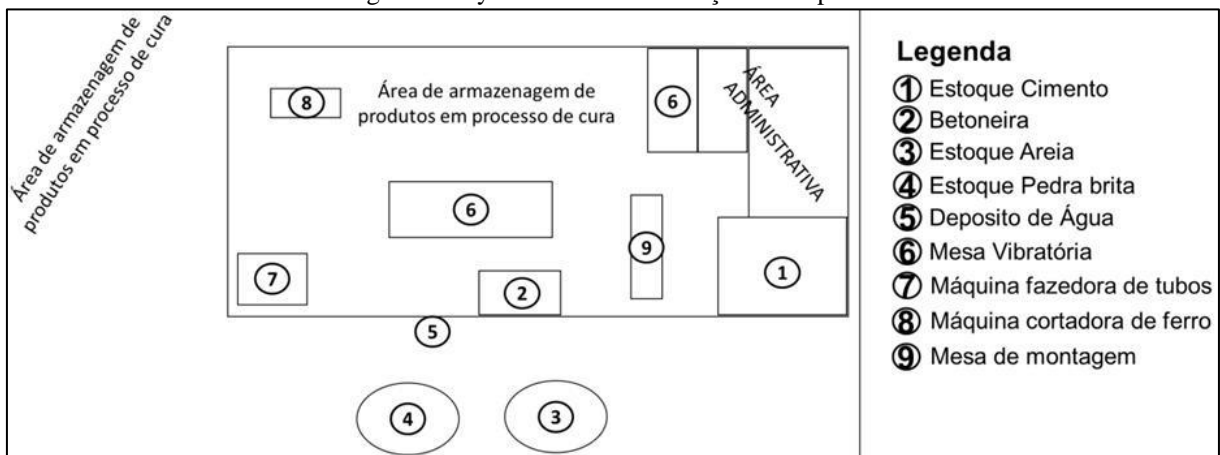 Área de armazenagem de
produtos em processo de cura
8
Área de armazenagem de
produtos em processo de cura
6
ÁREA
ADMINISTRATIVA
6
9
7
2
1
5
4
3
Legenda
1 Estoque Cimento
2 Betoneira
3 Estoque Areia
4 Estoque Pedra brita
5 Deposito de Água
6 Mesa Vibratória
7 Máquina fazedora de tubos
8 Máquina cortadora de ferro
9 Mesa de montagem